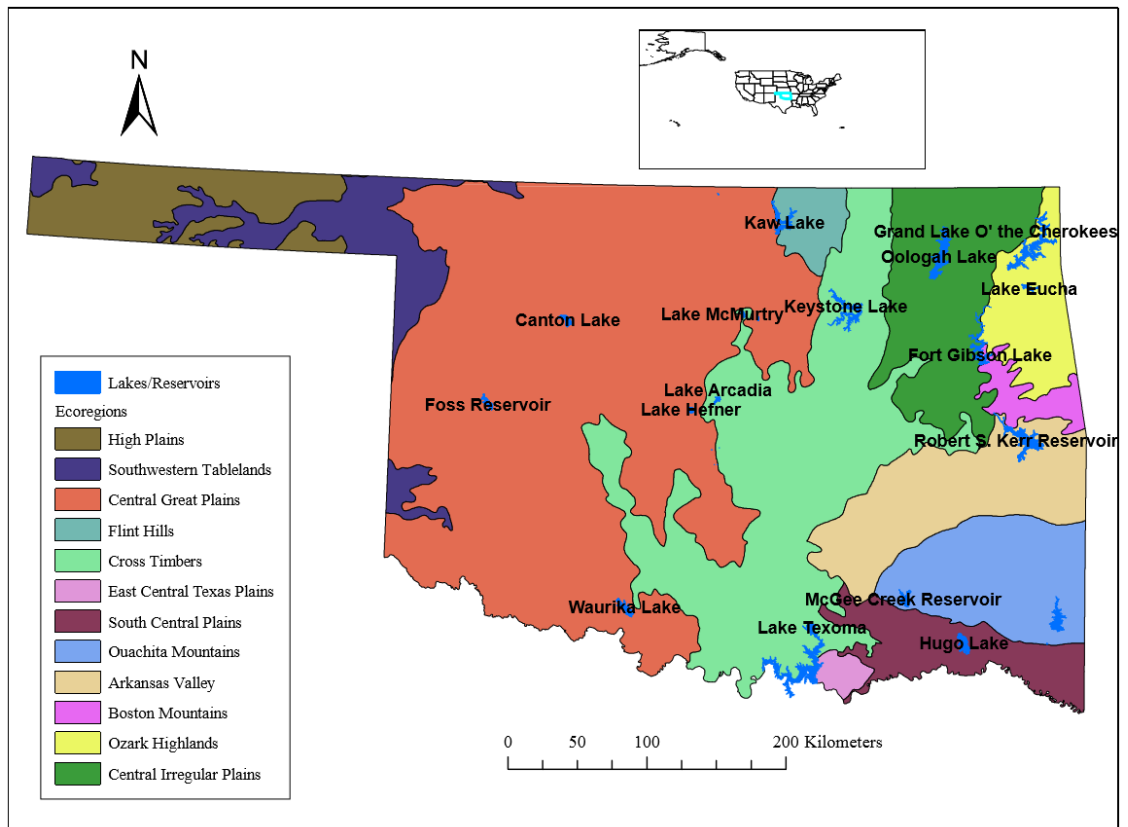 N
Kaw Lake
Grand Lake O' the Cherokees
Cologah Lake
Lake Eucha
Keystone Lake
Lake McMurtry
Canton Lake
Fort Gibson Lake
Lake Arcadia
Foss Reservoir
Lake Hefner
Robert S. Kerr Reservoir
McGee Creek Reservoir
Waurika Lake
Lake Texoma
Hugo Lake
Lakes/Reservoirs
Ecoregions
High Plains
Southwestern Tablelands
Central Great Plains
Flint Hills
Cross Timbers
East Central Texas Plains
South Central Plains
Ouachita Mountains
Arkansas Valley
Boston Mountains
Ozark Highlands
Central Irregular Plains
0 50 100 200 Kilometers